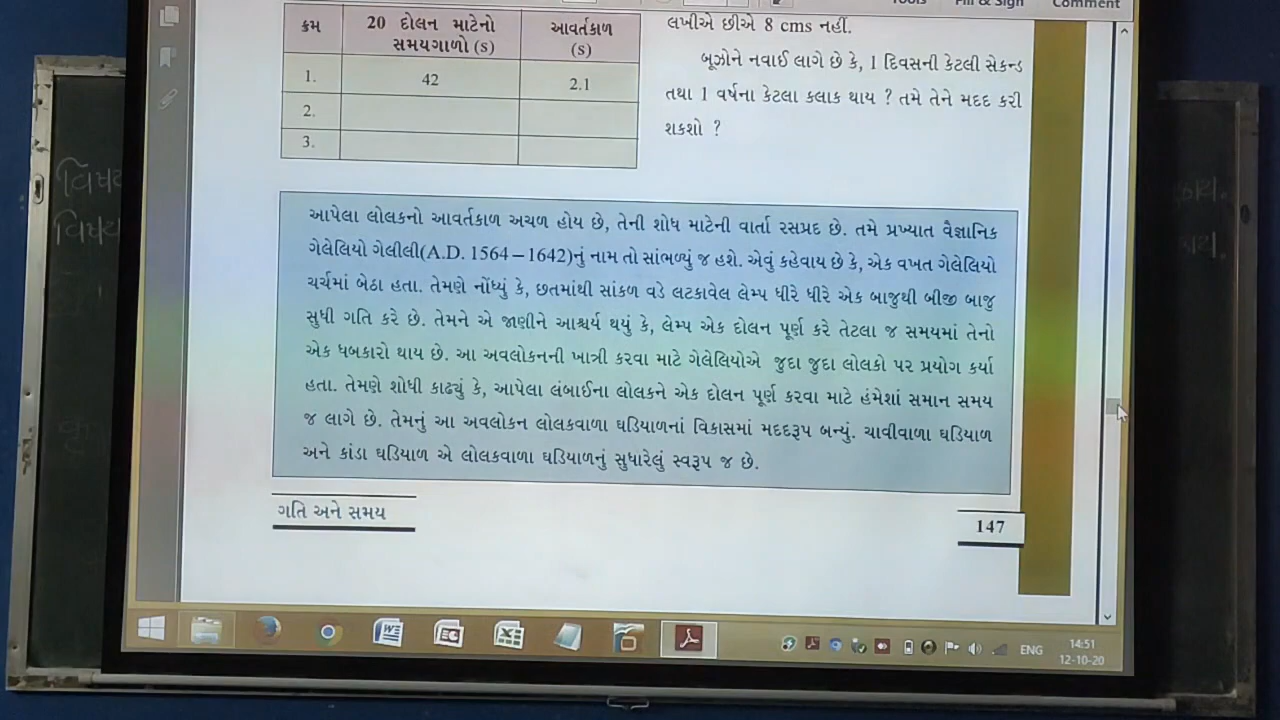 Tools
Fill & Sign
Comment
ક્રમ
20 દોલન માટેનો
સમયગાળો (s)
આવર્તકાળ
(s)
1.
42
2.1
2.
3.
લખીએ છીએ 8 cms નહીં.
બૂઝોને નવાઈ લાગે છે કે, 1 દિવસની કેટલી સેકન્ડ
તથા 1 વર્ષના કેટલા કલાક થાય ? તમે તેને મદદ કરી
શકશો ?
આપેલા લોલકનો આવર્તકાળ અચળ હોય છે, તેની શોધ માટેની વાર્તા રસપ્રદ છે. તમે પ્રખ્યાત વૈજ્ઞાનિક
ગેલેલિયો ગેલીલી(A.D. 1564 – 1642)નું નામ તો સાંભળ્યું જ હશે. એવું કહેવાય છે કે, એક વખત ગેલેલિયો
ચર્ચમાં બેઠા હતા. તેમણે નોંધ્યું કે, છતમાંથી સાંકળ વડે લટકાવેલ લેમ્પ ધીરે ધીરે એક બાજુથી બીજી બાજુ
સુધી ગતિ કરે છે. તેમને એ જાણીને આશ્ચર્ય થયું કે, લેમ્પ એક દોલન પૂર્ણ કરે તેટલા જ સમયમાં તેનો
એક ધબકારો થાય છે. આ અવલોકનની ખાત્રી કરવા માટે ગેલેલિયોએ જુદા જુદા લોલકો પર પ્રયોગ કર્યા
હતા. તેમણે શોધી કાઢ્યું કે, આપેલા લંબાઈના લોલકને એક દોલન પૂર્ણ કરવા માટે હંમેશાં સમાન સમય
જ લાગે છે. તેમનું આ અવલોકન લોલકવાળા ઘડિયાળનાં વિકાસમાં મદદરૂપ બન્યું. ચાવીવાળા ઘડિયાળ
અને કાંડા ઘડિયાળ એ લોલકવાળા ઘડિયાળનું સુધારેલું સ્વરૂપ જ છે.
ગતિ અને સમય
147
ENG
14:51
12-10-20